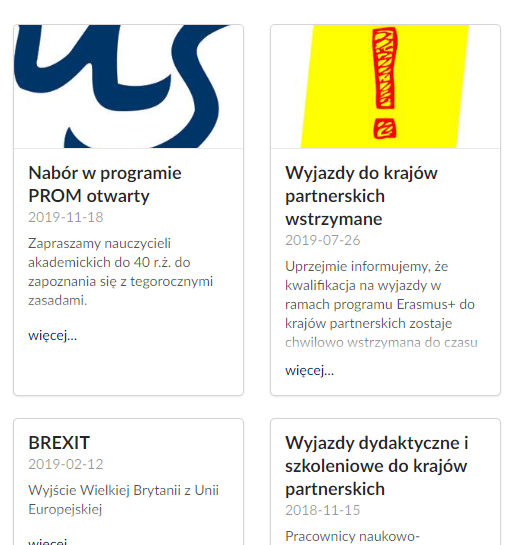 Nabór w programie
PROM otwarty
2019-11-18
Zapraszamy nauczycieli
akademickich do 40 r.ż. do
zapoznania się z tegorocznymi
zasadami.
więcej...
Wyjazdy do krajów
partnerskich
wstrzymane
2019-07-26
Uprzejmie informujemy, że
kwalifikacja na wyjazdy w
ramach programu Erasmus+ do
krajów partnerskich zostaje
chwilowo wstrzymana do czasu
więcej...
BREXIT
2019-02-12
Wyjście Wielkiej Brytanii z Unii
Europejskiej
więcej
Wyjazdy dydaktyczne i
szkoleniowe do krajów
partnerskich
2018-11-15
Pracownicy naukowo-